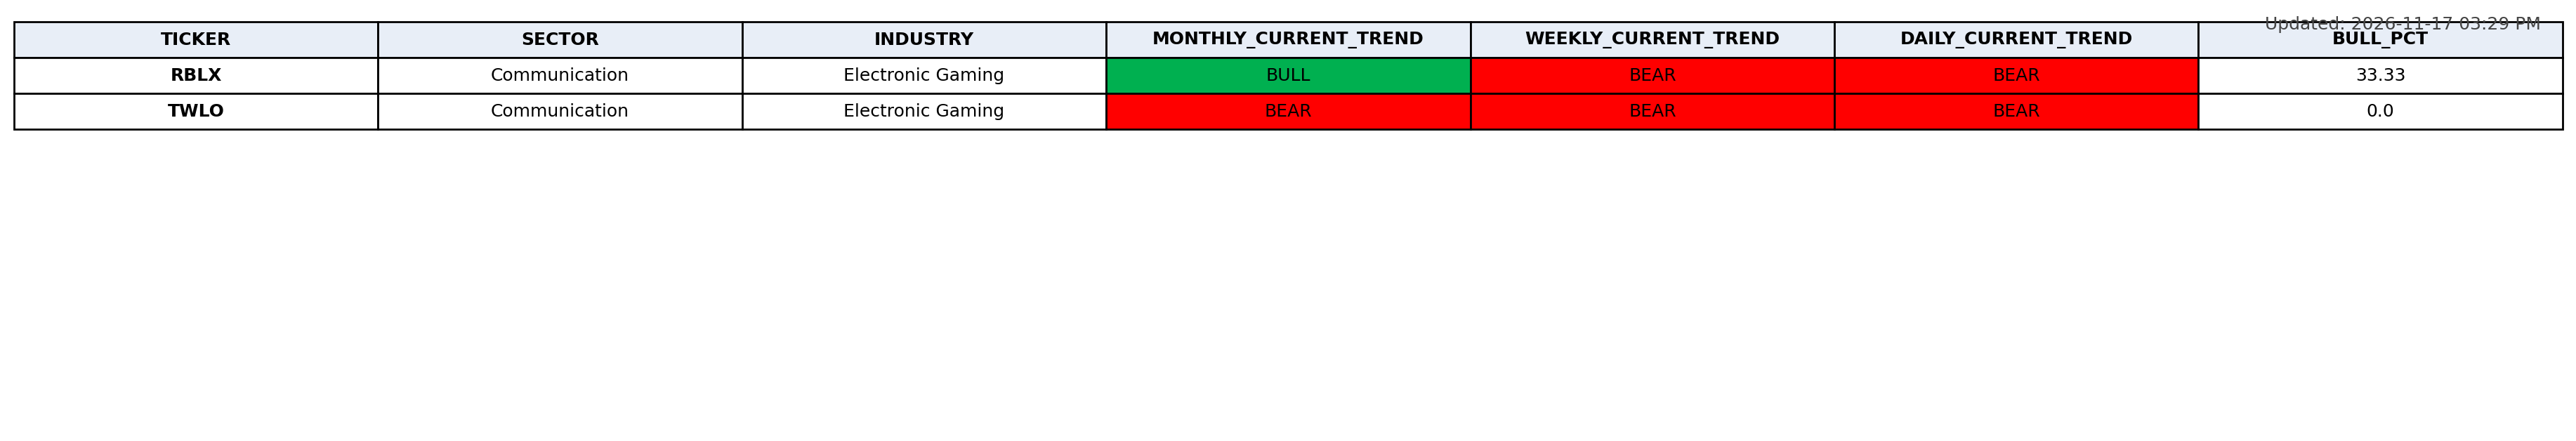 Updated: 2026-11-17 03:29 PM
TICKER SECTOR INDUSTRY MONTHLY_CURRENT_TREND WEEKLY_CURRENT_TREND DAILY_CURRENT_TREND BULL_PCT
RBLX Communication Electronic Gaming BULL BEAR BEAR 33.33
TWLO Communication Electronic Gaming BEAR BEAR BEAR 0.0